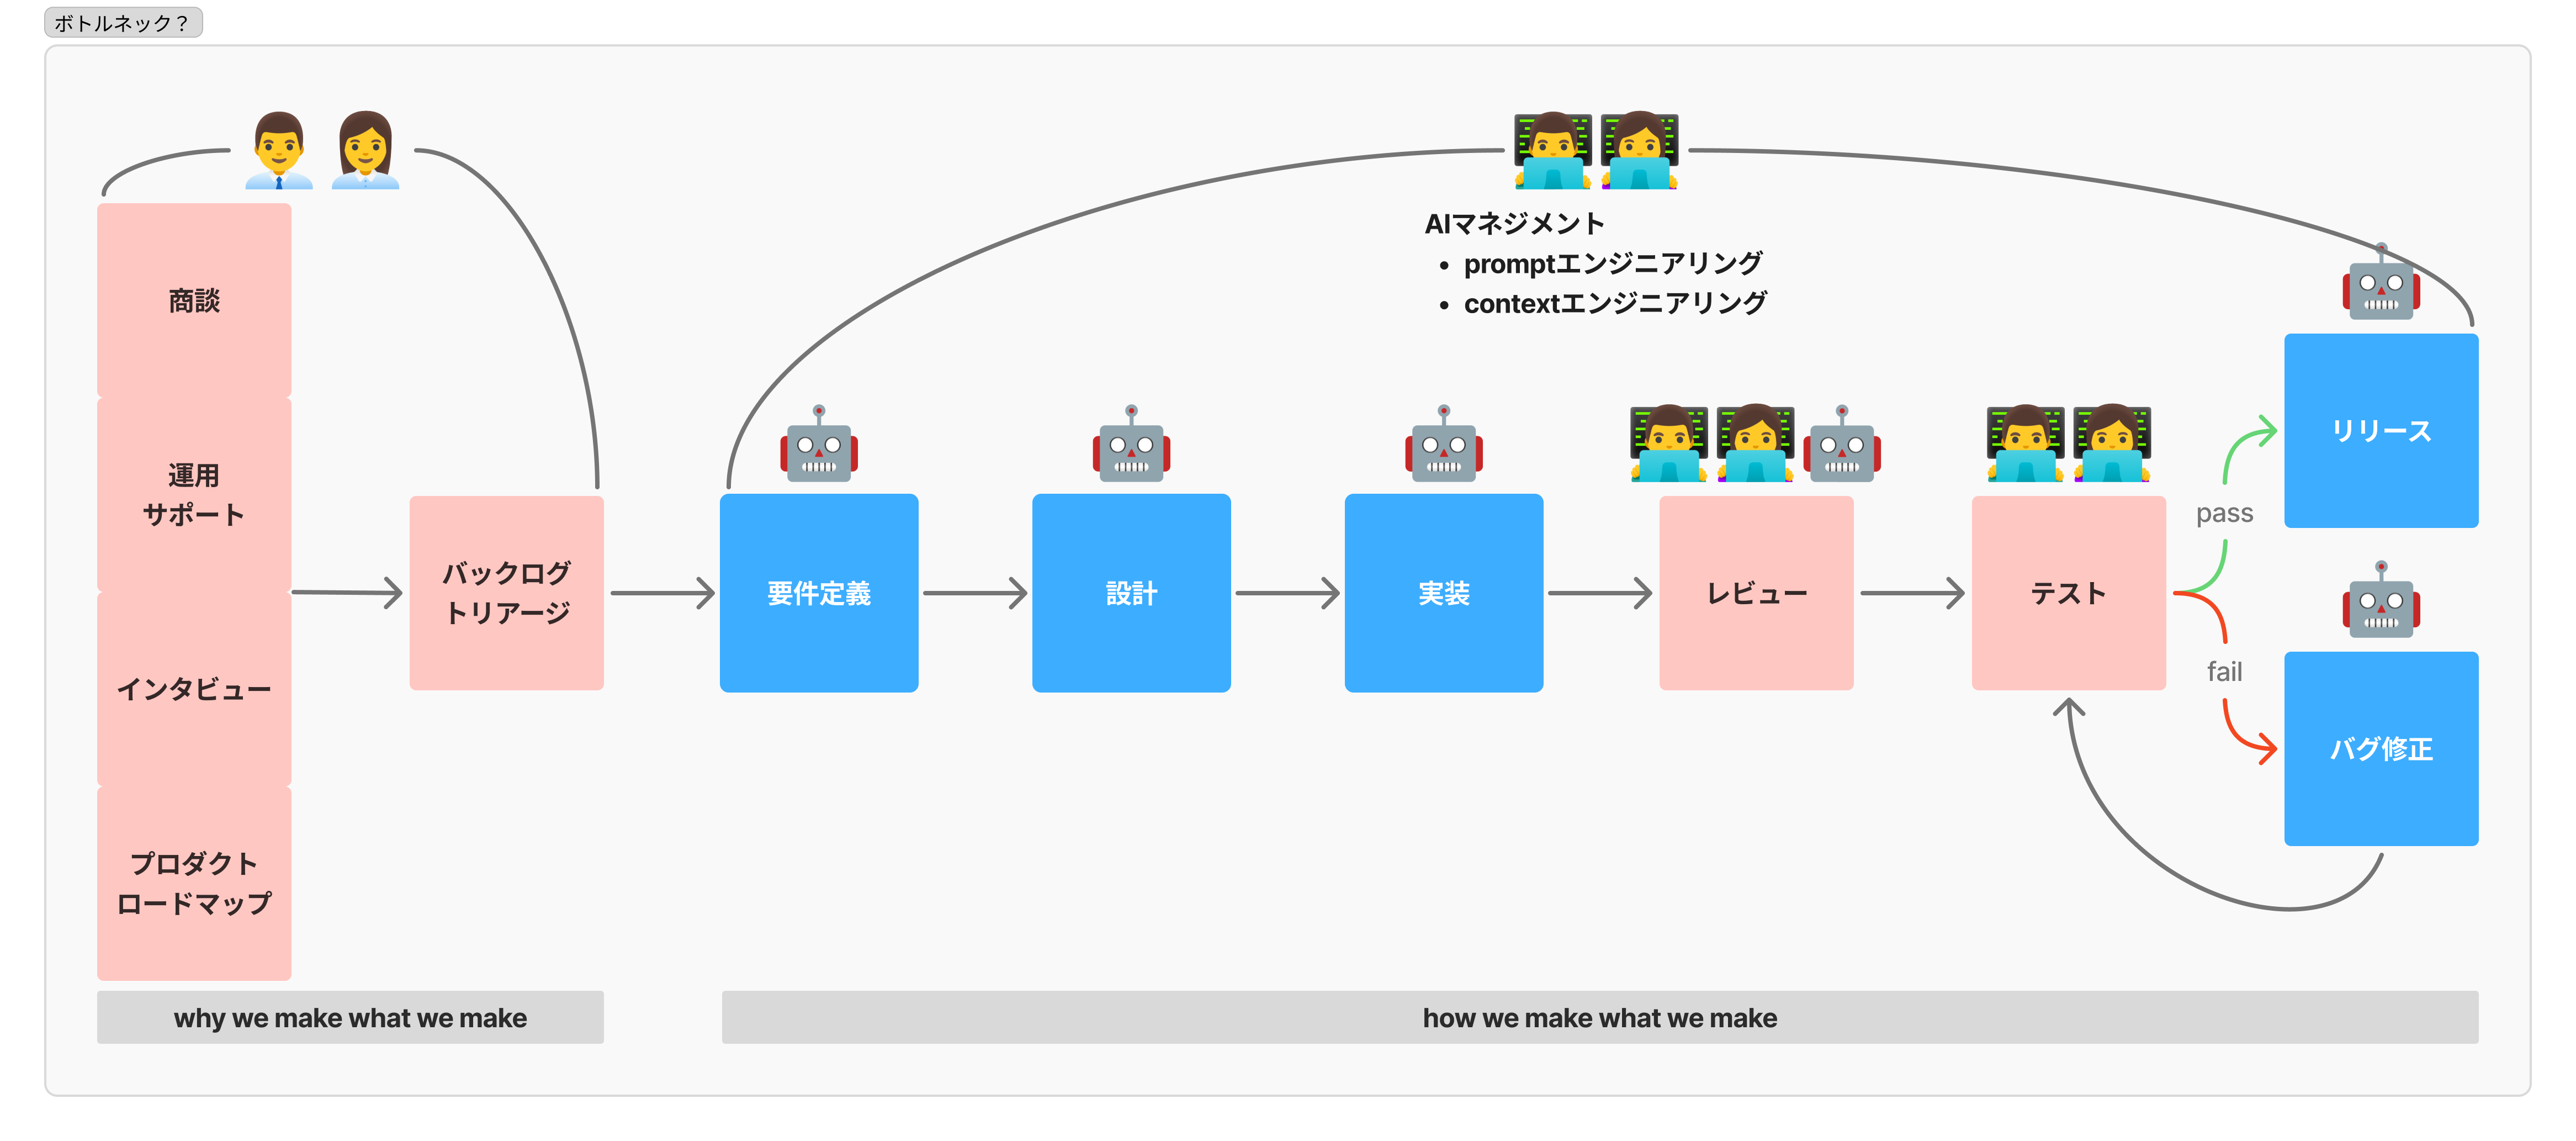 ボトルネック？
AIマネジメント
• promptエンジニアリング
• contextエンジニアリング
商談
運用
サポート
インタビュー
プロダクト
ロードマップ
バックログ
トリアージ
要件定義
設計
実装
レビュー
テスト
pass
fail
リリース
バグ修正
why we make what we make
how we make what we make